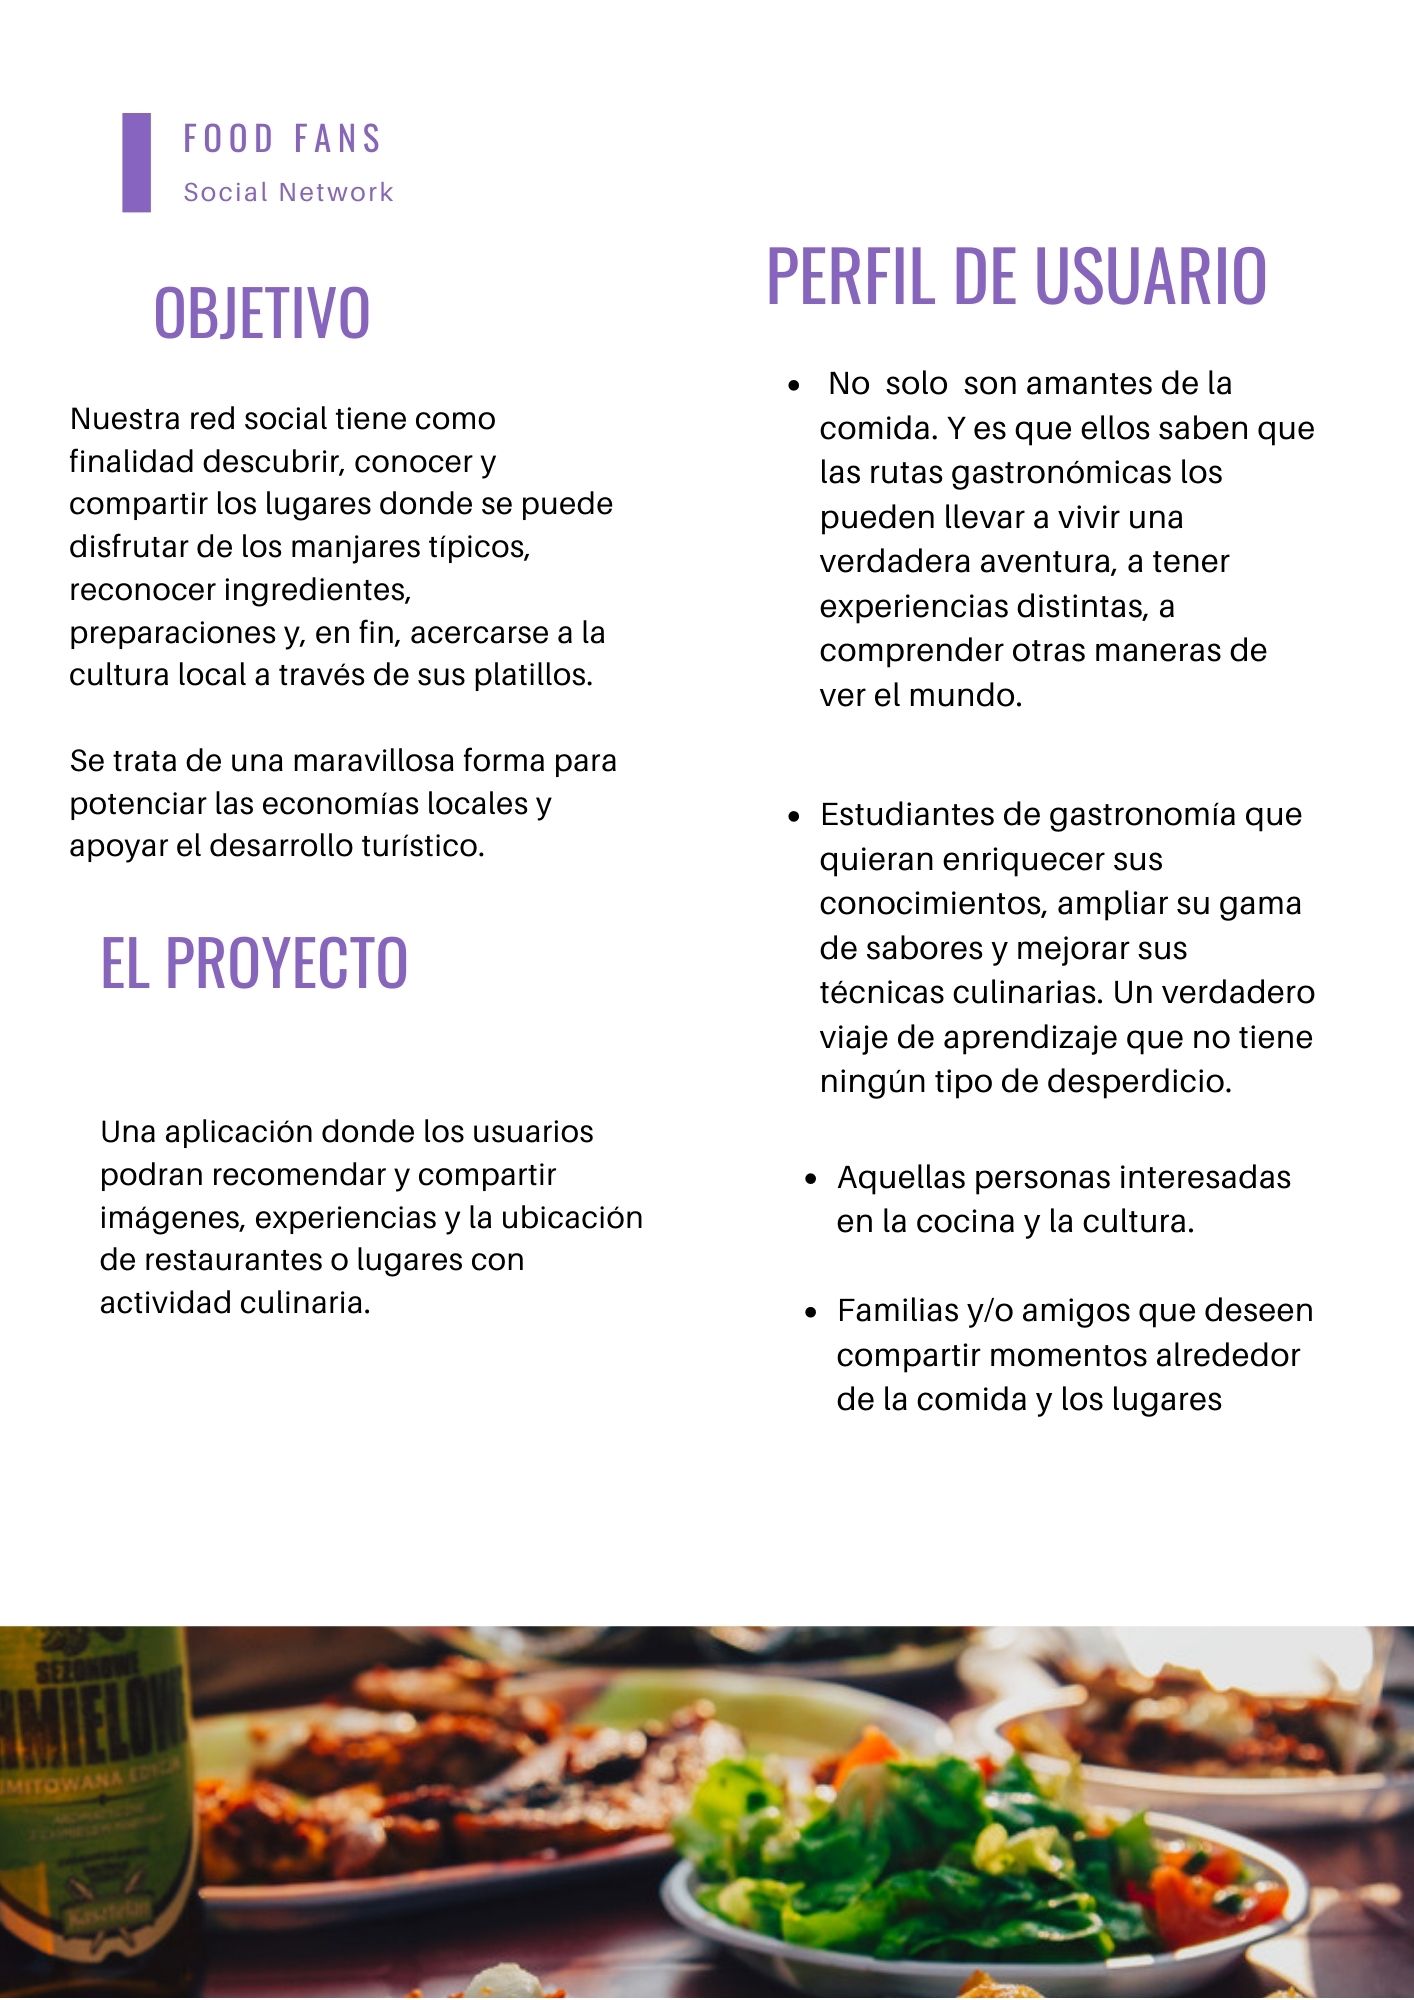 FOOD FANS
Social Network
OBJETIVO
Nuestra red social tiene como
finalidad descubrir, conocer y
compartir los lugares donde se puede
disfrutar de los manjares típicos,
reconocer ingredientes,
preparaciones y, en fin, acercarse a la
cultura local a través de sus platillos.
Se trata de una maravillosa forma para
potenciar las economías locales y
apoyar el desarrollo turístico.
EL PROYECTO
Una aplicación donde los usuarios
podran recomendar y compartir
imágenes, experiencias y la ubicación
de restaurantes o lugares con
actividad culinaria.
PERFIL DE USUARIO
• No solo son amantes de la
comida. Y es que ellos saben que
las rutas gastronómicas los
pueden llevar a vivir una
verdadera aventura, a tener
experiencias distintas, a
comprender otras maneras de
ver el mundo.
• Estudiantes de gastronomía que
quieran enriquecer sus
conocimientos, ampliar su gama
de sabores y mejorar sus
técnicas culinarias. Un verdadero
viaje de aprendizaje que no tiene
ningún tipo de desperdicio.
• Aquellas personas interesadas
en la cocina y la cultura.
• Familias y/o amigos que deseen
compartir momentos alrededor
de la comida y los lugares
SEZONOWE